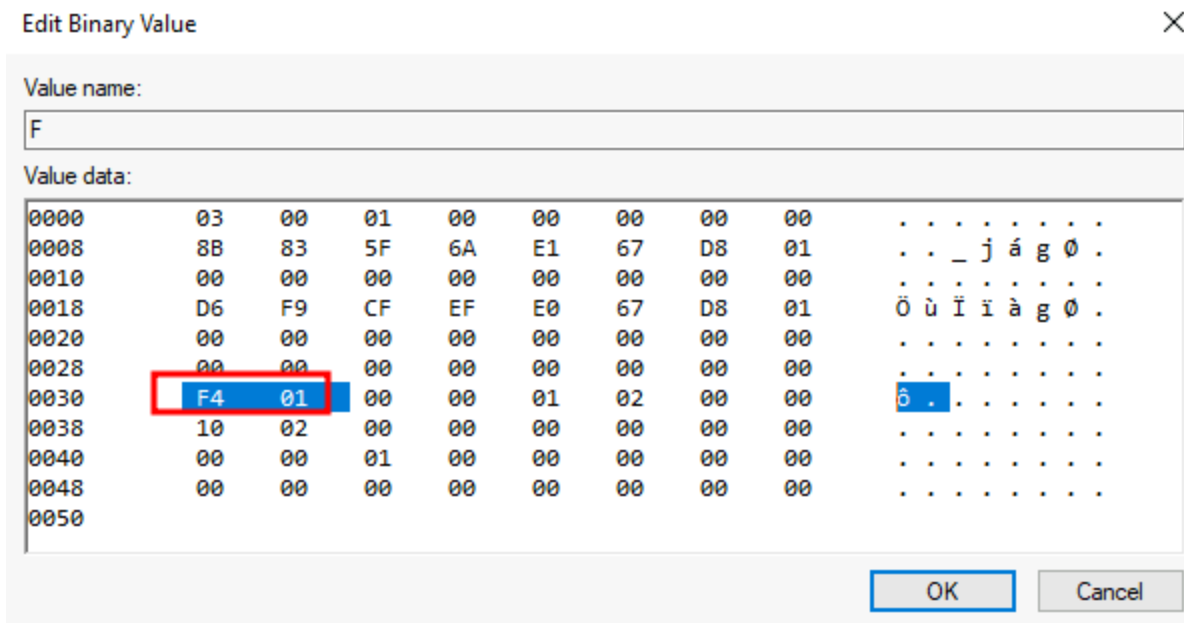 Edit Binary Value
Value name:
F
Value data:
0000 03 00 01 00 00 00 00 00 . . . . . . . .
0008 8B 83 5F 6A E1 67 D8 01 . . _ j á g Ø .
0010 00 00 00 00 00 00 00 00 . . . . . . . .
0018 D6 F9 CF EF E0 67 D8 01 Ö ù Ï ï à g Ø .
0020 00 00 00 00 00 00 00 00 . . . . . . . .
0028 00 00 00 00 00 00 00 00 . . . . . . . .
0030 F4 01 00 00 01 02 00 00 ô . . . . . . .
0038 10 02 00 00 00 00 00 00 . . . . . . . .
0040 00 00 01 00 00 00 00 00 . . . . . . . .
0048 00 00 00 00 00 00 00 00 . . . . . . . .
0050
OK Cancel